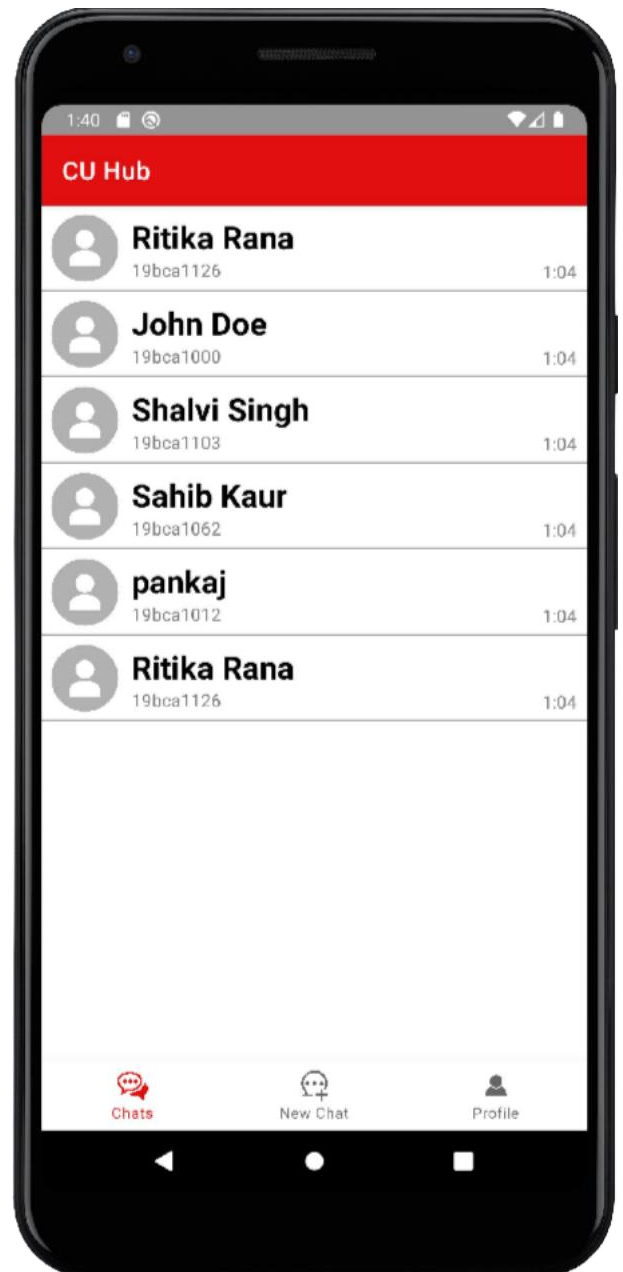 1:40
CU Hub
Ritika Rana
19bca1126
1:04
John Doe
19bca1000
1:04
Shalvi Singh
19bca1103
1:04
Sahib Kaur
19bca1062
1:04
pankaj
19bca1012
1:04
Ritika Rana
19bca1126
1:04
Chats
New Chat
Profile